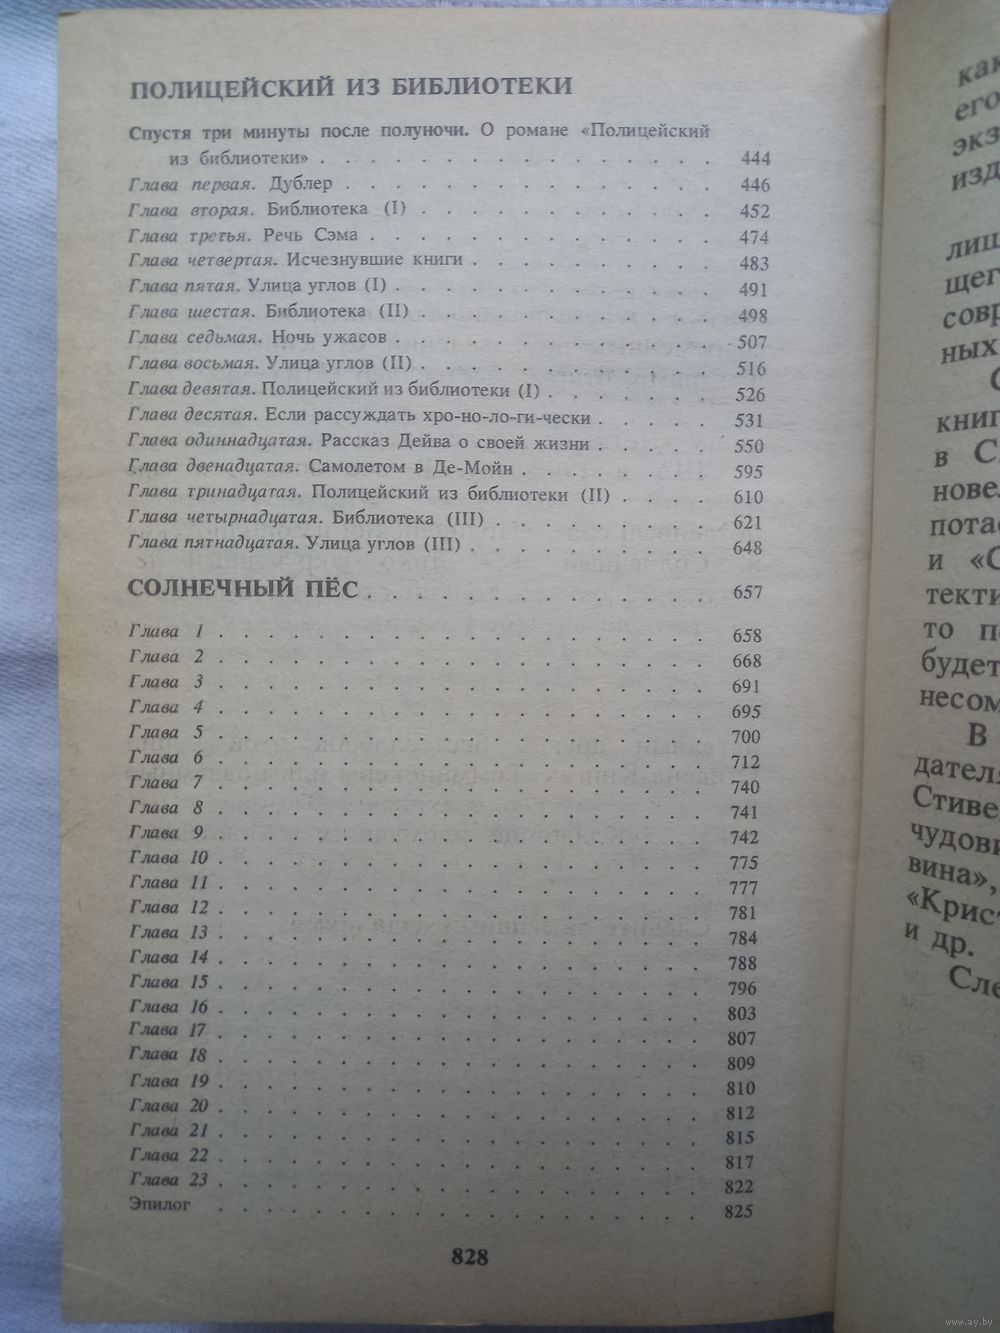 ПОЛИЦЕЙСКИЙ ИЗ БИБЛИОТЕКИ
Спустя три минуты после полуночи. О романе «Полицейский
из библиотеки» . . . . . . . . . . . . . . . . 444
Глава первая. Дублер . . . . . . . . . . . . . . . 446
Глава вторая. Библиотека (I) . . . . . . . . . . . . 452
Глава третья. Речь Сэма . . . . . . . . . . . . . . 474
Глава четвертая. Исчезнувшие книги . . . . . . . . . . 483
Глава пятая. Улица углов (I) . . . . . . . . . . . . . 491
Глава шестая. Библиотека (II) . . . . . . . . . . . . 498
Глава седьмая. Ночь ужасов . . . . . . . . . . . . . 507
Глава восьмая. Улица углов (II) . . . . . . . . . . . . 516
Глава девятая. Полицейский из библиотеки (I) . . . . . . . 526
Глава десятая. Если рассуждать хро-но-ло-ги-чески . . . . . 531
Глава одиннадцатая. Рассказ Дейва о своей жизни . . . . . 550
Глава двенадцатая. Самолетом в Де-Мойн . . . . . . . . 595
Глава тринадцатая. Полицейский из библиотеки (II) . . . . 610
Глава четырнадцатая. Библиотека (III) . . . . . . . . . 621
Глава пятнадцатая. Улица углов (III) . . . . . . . . . . 648
СОЛНЕЧНЫЙ ПЁС . . . . . . . . . . . . . . 657
Глава 1 . . . . . . . . . . . . . . . . . . . . 658
Глава 2 . . . . . . . . . . . . . . . . . . . . 668
Глава 3 . . . . . . . . . . . . . . . . . . . . 691
Глава 4 . . . . . . . . . . . . . . . . . . . . 695
Глава 5 . . . . . . . . . . . . . . . . . . . . 700
Глава 6 . . . . . . . . . . . . . . . . . . . . 712
Глава 7 . . . . . . . . . . . . . . . . . . . . 740
Глава 8 . . . . . . . . . . . . . . . . . . . . 741
Глава 9 . . . . . . . . . . . . . . . . . . . . 742
Глава 10 . . . . . . . . . . . . . . . . . . . . 775
Глава 11 . . . . . . . . . . . . . . . . . . . . 777
Глава 12 . . . . . . . . . . . . . . . . . . . . 781
Глава 13 . . . . . . . . . . . . . . . . . . . . 784
Глава 14 . . . . . . . . . . . . . . . . . . . . 788
Глава 15 . . . . . . . . . . . . . . . . . . . . 796
Глава 16 . . . . . . . . . . . . . . . . . . . . 803
Глава 17 . . . . . . . . . . . . . . . . . . . . 807
Глава 18 . . . . . . . . . . . . . . . . . . . . 809
Глава 19 . . . . . . . . . . . . . . . . . . . . 810
Глава 20 . . . . . . . . . . . . . . . . . . . . 812
Глава 21 . . . . . . . . . . . . . . . . . . . . 815
Глава 22 . . . . . . . . . . . . . . . . . . . . 817
Глава 23 . . . . . . . . . . . . . . . . . . . . 822
Эпилог . . . . . . . . . . . . . . . . . . . . 825
828
как
его
экз
изд
лиц
щег
совр
ных
С
книг
в С
новел
потас
и «С
текти
то по
будет
несом
В
дателя
Стиве
чудови
вина»,
«Крист
и др.
Сле
www.ay.by